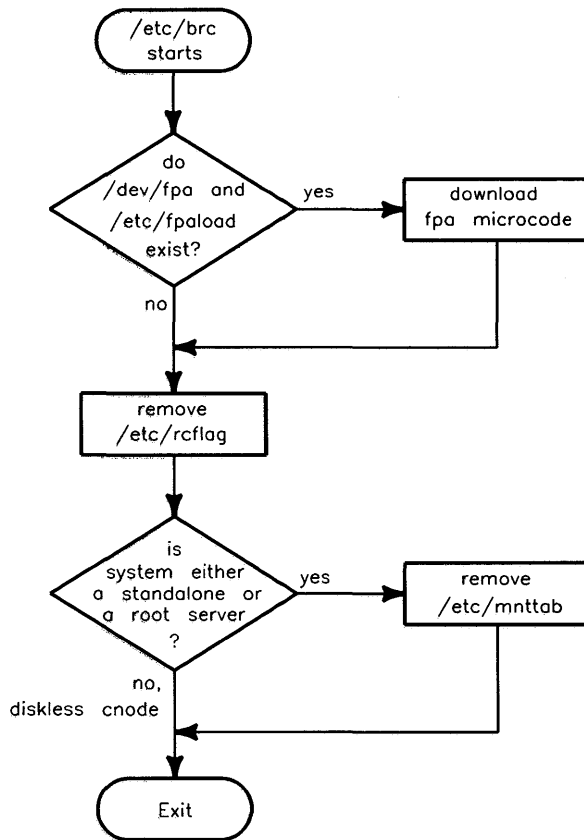 /etc/brc
starts
do
/dev/fpa and
/etc/fpaload
exist?
yes
download
fpa microcode
no
remove
/etc/rcflag
is
system either
a standalone or
a root server
?
yes
remove
/etc/mnttab
no,
diskless cnode
Exit